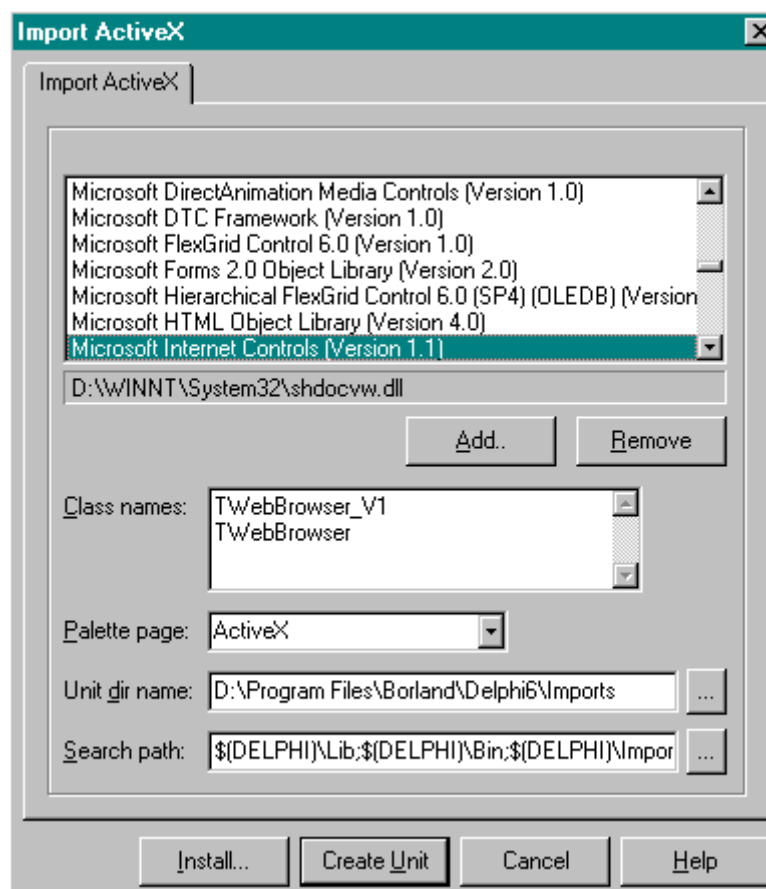 Import ActiveX
Import ActiveX
Microsoft DirectAnimation Media Controls (Version 1.0)
Microsoft DTC Framework (Version 1.0)
Microsoft FlexGrid Control 6.0 (Version 1.0)
Microsoft Forms 2.0 Object Library (Version 2.0)
Microsoft Hierarchical FlexGrid Control 6.0 (SP4) (OLEDB) (Version
Microsoft HTML Object Library (Version 4.0)
Microsoft Internet Controls (Version 1.1)
D:\WINNT\System32\shdocvw.dll
Add.. Remove
Class names: TWebBrowser_V1
TWebBrowser
Palette page: ActiveX
Unit dir name: D:\Program Files\Borland\Delphi6\Imports ...
Search path: $(DELPHI)\Lib;$(DELPHI)\Bin;$(DELPHI)\Impor ...
Install... Create Unit Cancel Help